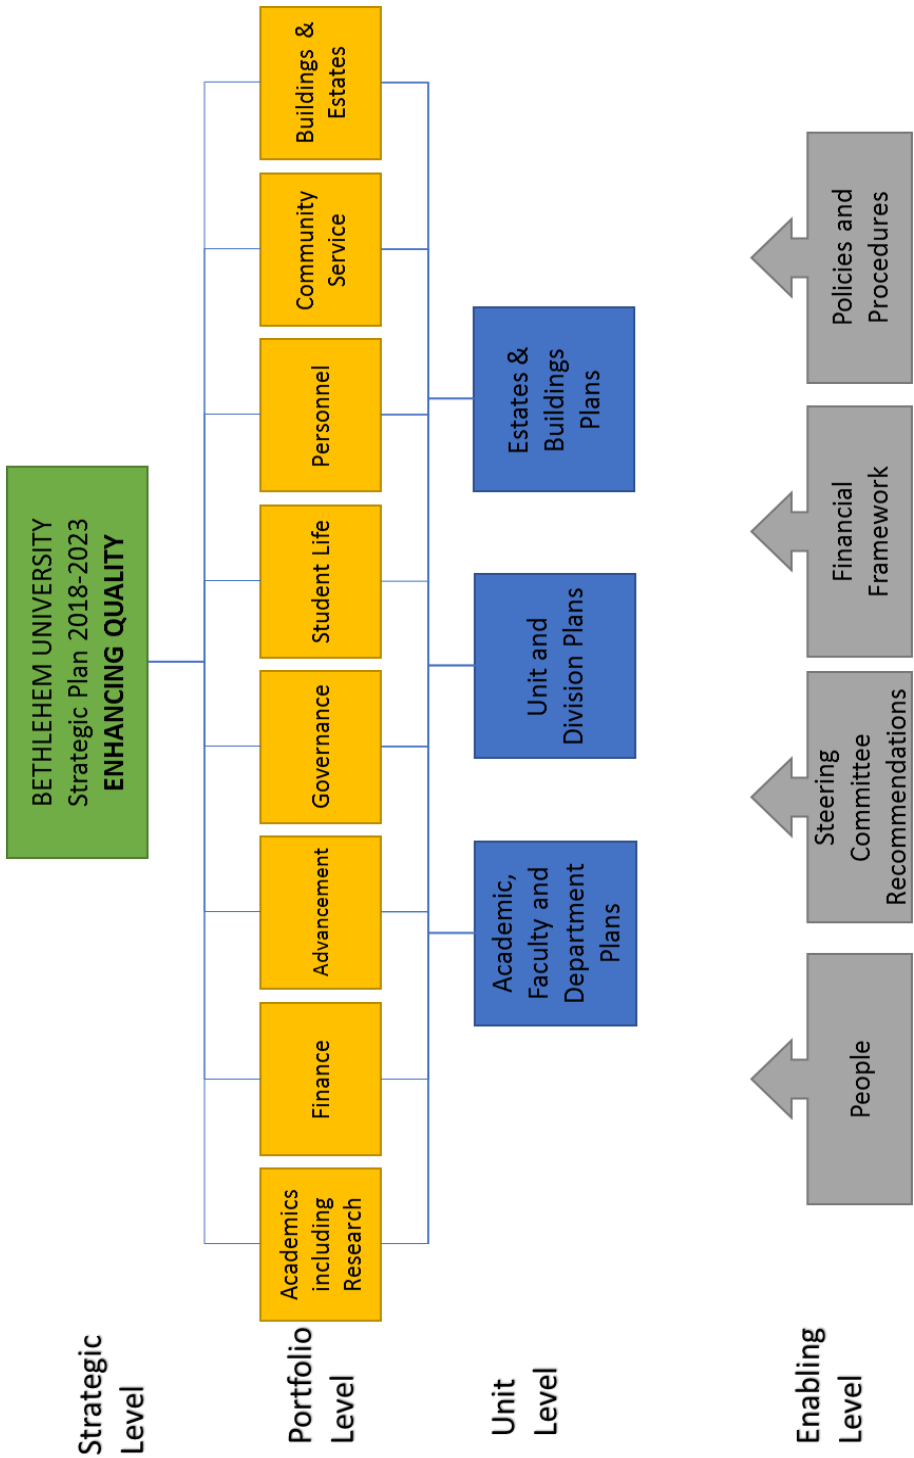 Strategic
Level
BETHLEHEM UNIVERSITY
Strategic Plan 2018-2023
ENHANCING QUALITY
Portfolio
Level
Academics
including
Research
Finance
Advancement
Governance
Student Life
Personnel
Community
Service
Buildings &
Estates
Unit
Level
Academic,
Faculty and
Department
Plans
Unit and
Division Plans
Estates &
Buildings
Plans
Enabling
Level
People
Steering
Committee
Recommendations
Financial
Framework
Policies and
Procedures